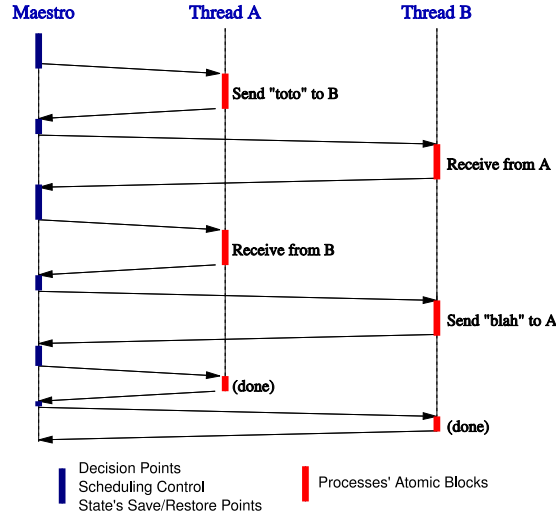 Maestro Thread A Thread B
Send "toto" to B
Receive from A
Receive from B
Send "blah" to A
(done)
(done)
Decision Points
Scheduling Control
State's Save/Restore Points
Processes' Atomic Blocks